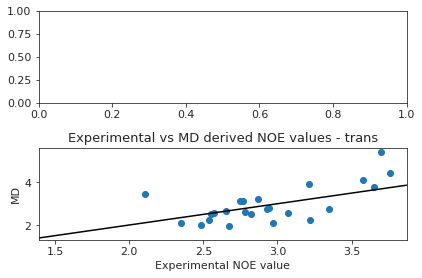 1.00
0.75
0.50
0.25
0.00
0.0 0.2 0.4 0.6 0.8 1.0
Experimental vs MD derived NOE values - trans
MD
4
2
1.5 2.0 2.5 3.0 3.5
Experimental NOE value